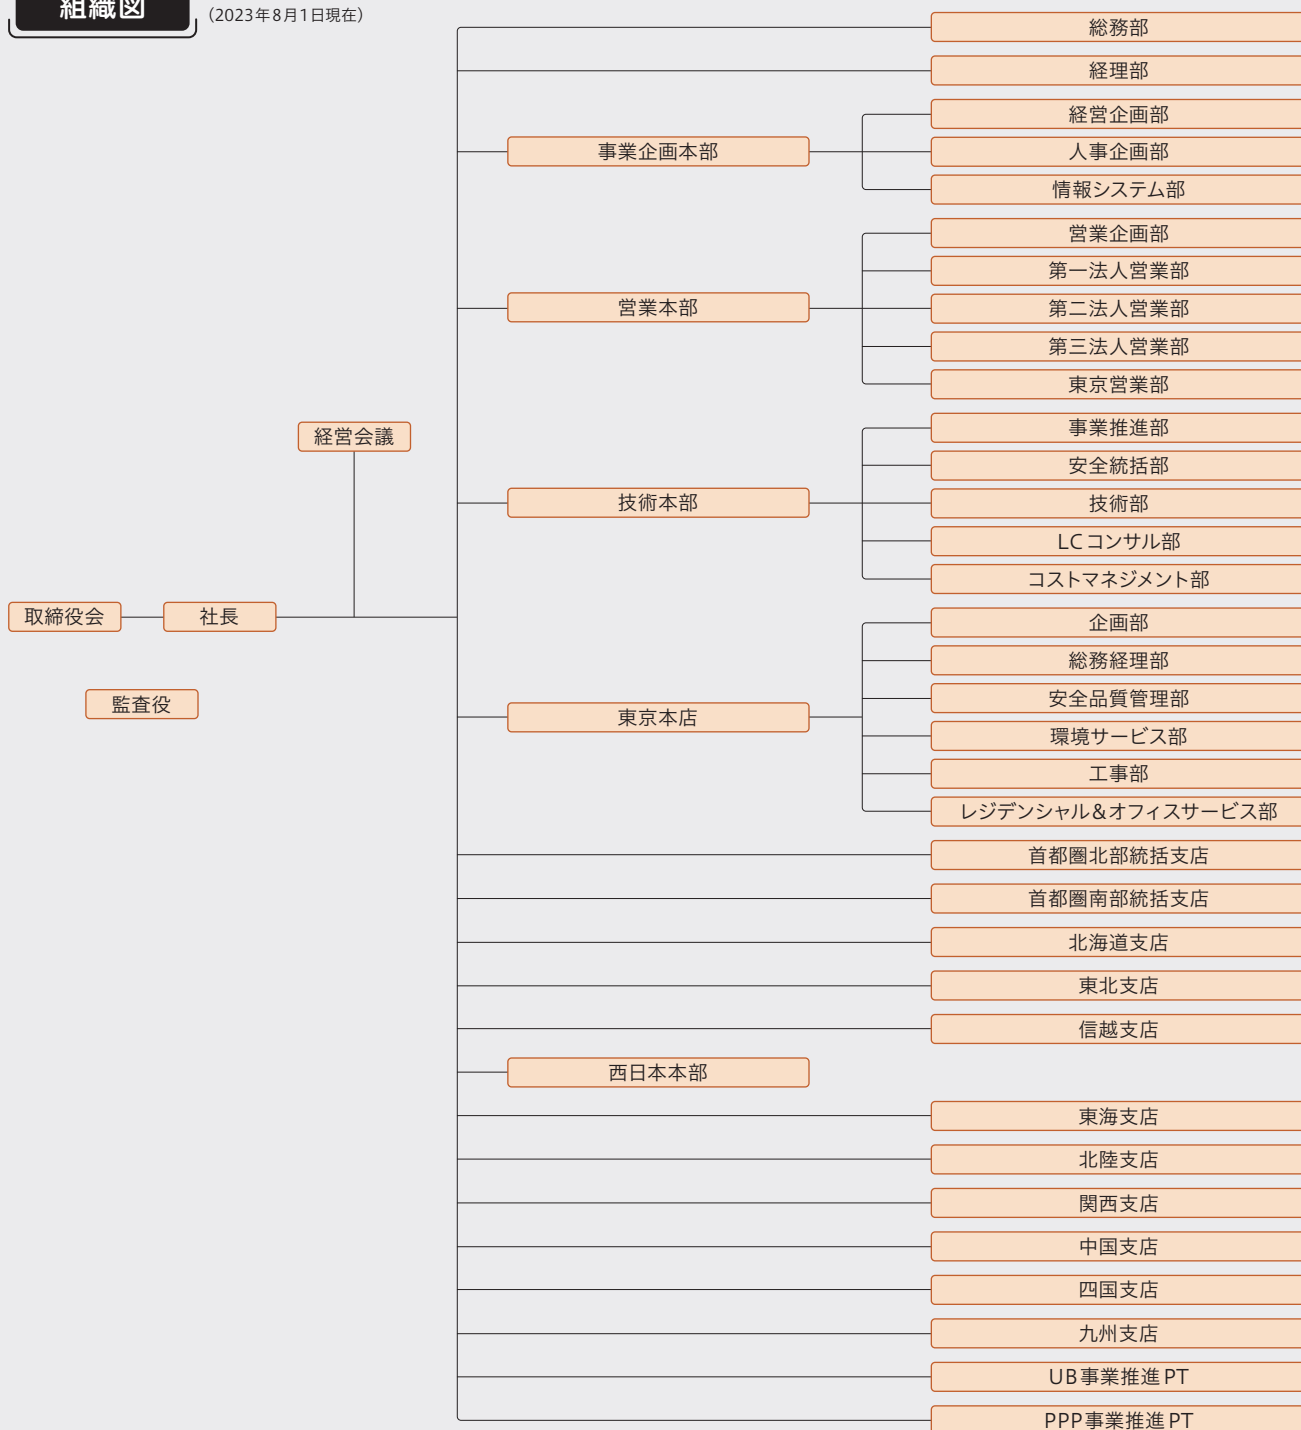 組織図
（2023年8月1日現在）
総務部
経理部
事業企画本部
経営企画部
人事企画部
情報システム部
営業本部
営業企画部
第一法人営業部
第二法人営業部
第三法人営業部
東京営業部
経営会議
技術本部
事業推進部
安全統括部
技術部
LCコンサル部
コストマネジメント部
取締役会
社長
監査役
東京本店
企画部
総務経理部
安全品質管理部
環境サービス部
工事部
レジデンシャル＆オフィスサービス部
首都圏北部統括支店
首都圏南部統括支店
北海道支店
東北支店
信越支店
西日本本部
東海支店
北陸支店
関西支店
中国支店
四国支店
九州支店
UB事業推進PT
PPP事業推進PT